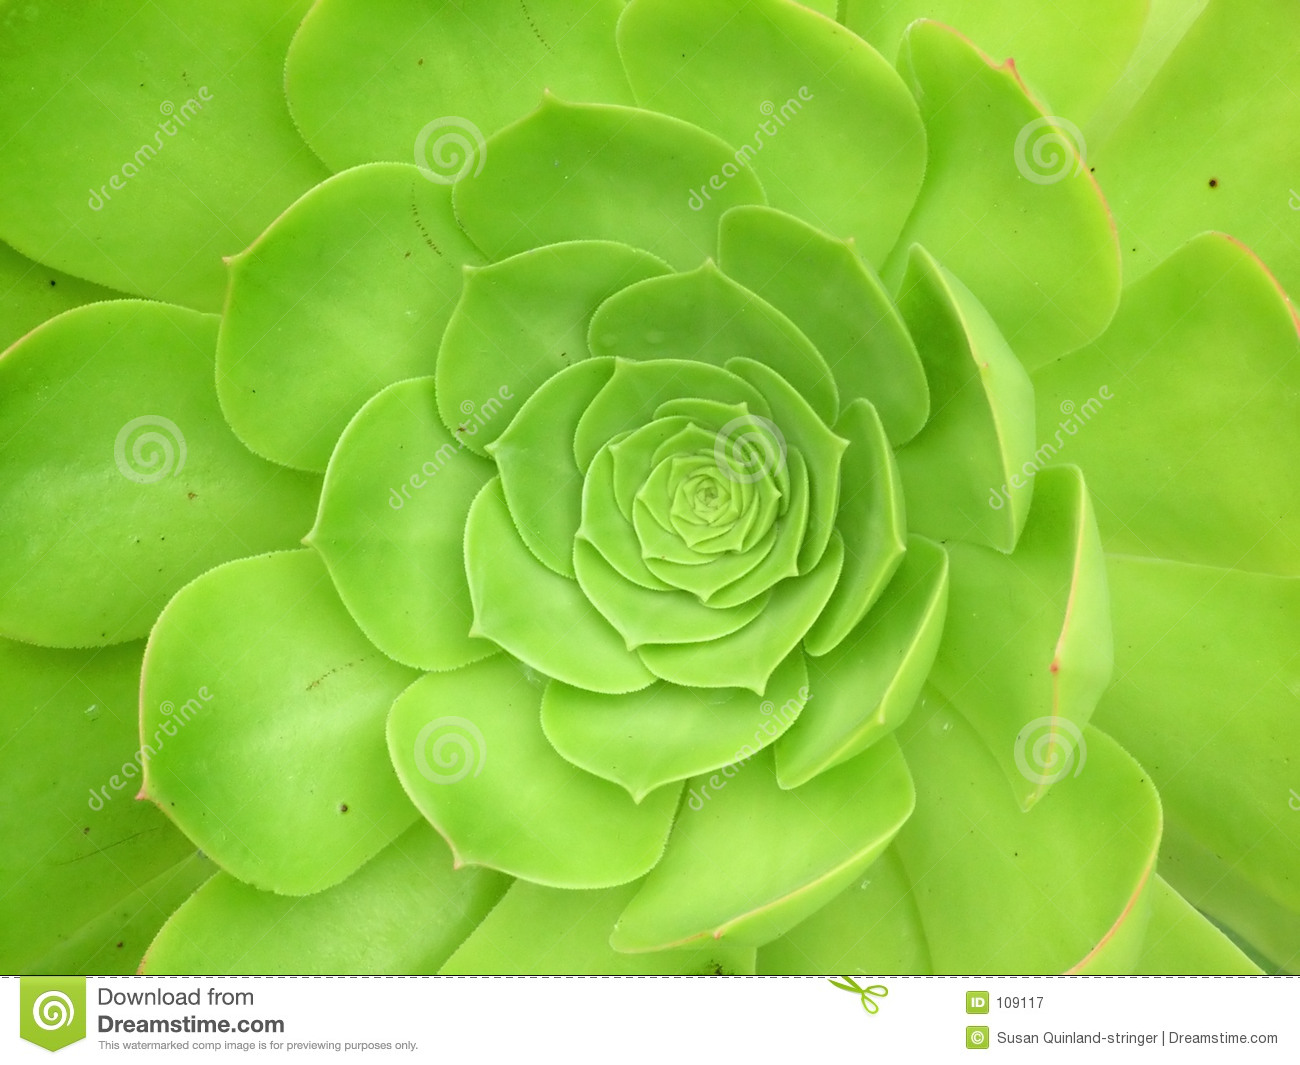 dreamstime
dreamstime
dreamstime
dreamstime
dreamstime
dreamstime
Download from
Dreamstime.com
This watermarked comp image is for previewing purposes only.
ID 109117
© Susan Quinland-stringer | Dreamstime.com